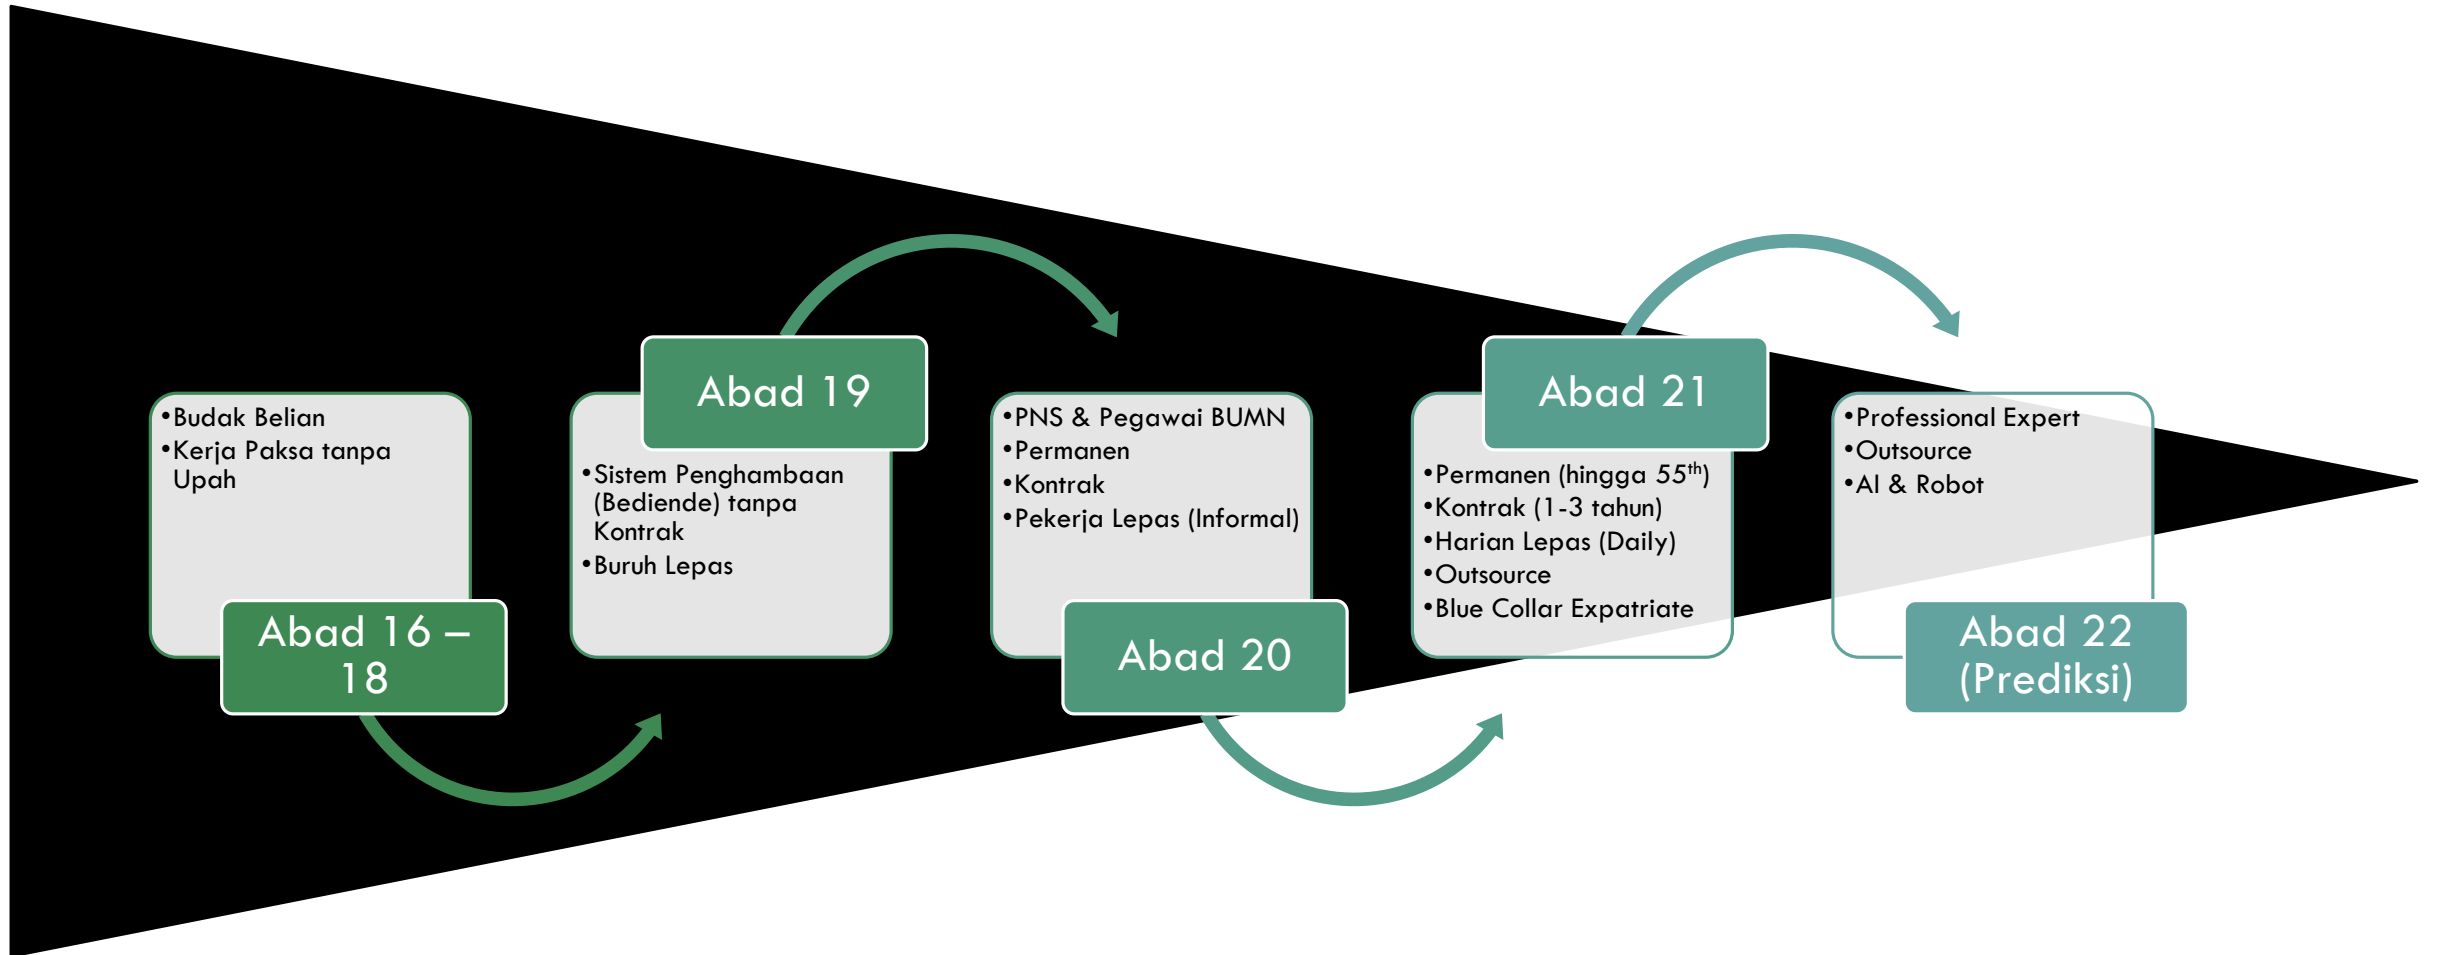 •Budak Belian
•Kerja Paksa tanpa
Upah
Abad 16 –
18
Abad 19
•Sistem Penghambaan
(Bediende) tanpa
Kontrak
•Buruh Lepas
•PNS & Pegawai BUMN
•Permanen
•Kontrak
•Pekerja Lepas (Informal)
Abad 20
Abad 21
•Permanen (hingga 55th)
•Kontrak (1-3 tahun)
•Harian Lepas (Daily)
•Outsource
•Blue Collar Expatriate
•Professional Expert
•Outsource
•AI & Robot
Abad 22
(Prediksi)